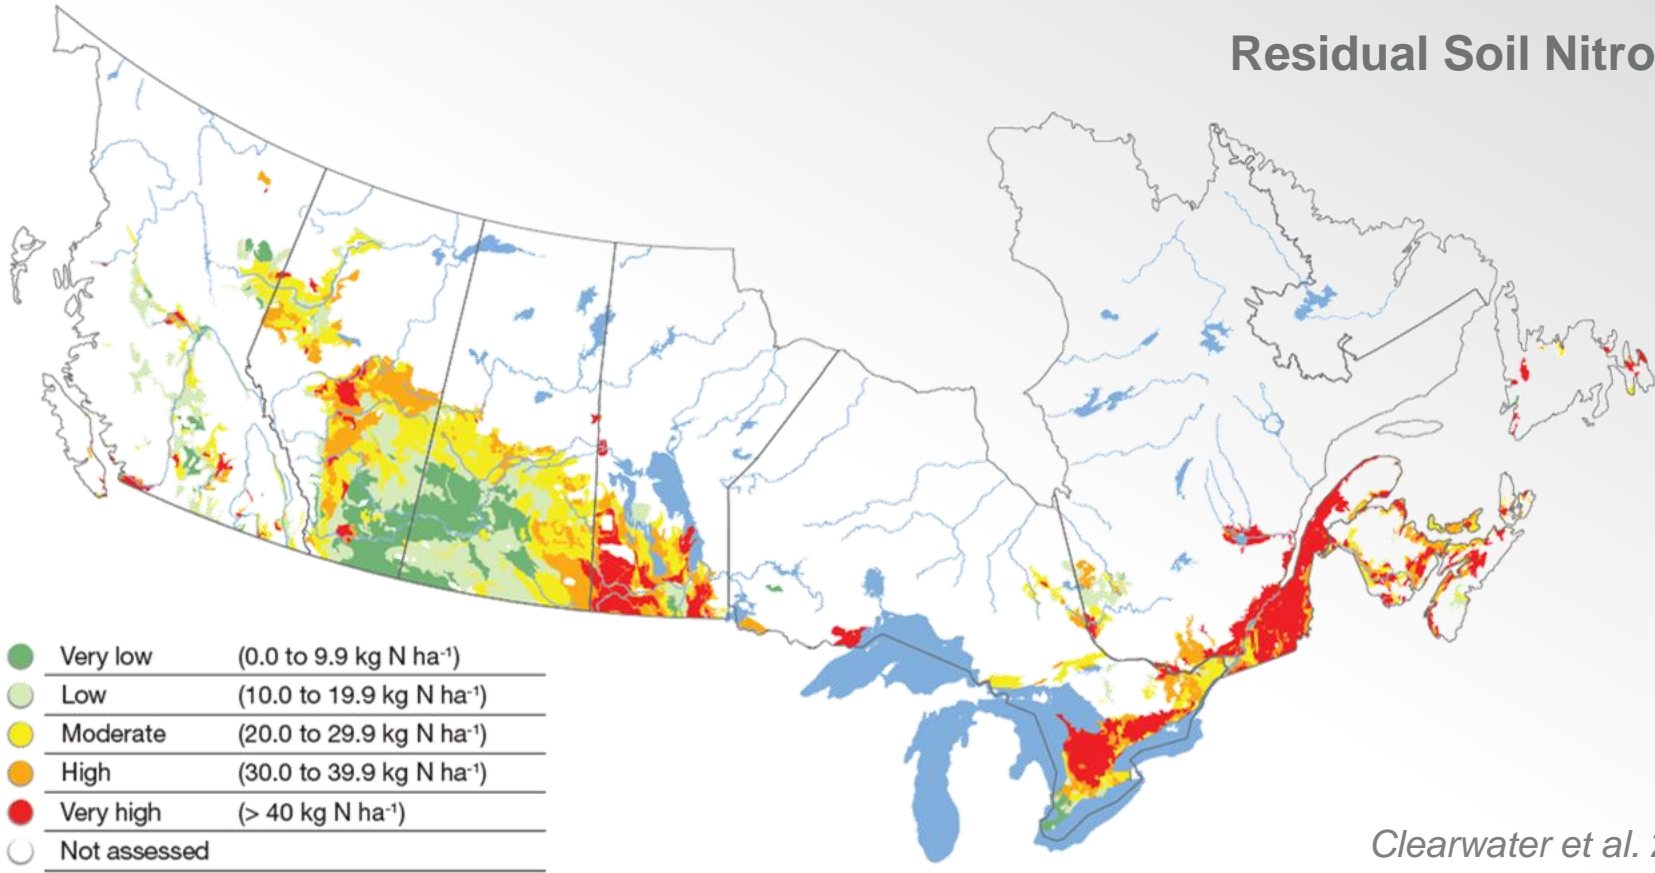 Residual Soil Nitro
Very low (0.0 to 9.9 kg N ha⁻¹)
Low (10.0 to 19.9 kg N ha⁻¹)
Moderate (20.0 to 29.9 kg N ha⁻¹)
High (30.0 to 39.9 kg N ha⁻¹)
Very high (> 40 kg N ha⁻¹)
Not assessed
Clearwater et al. 2